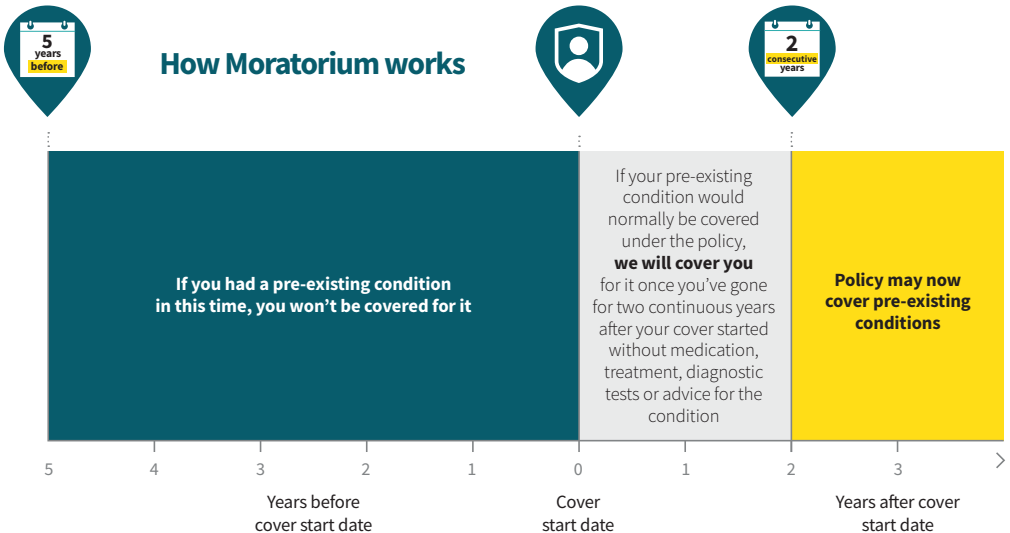 5
years
before
How Moratorium works
2
consecutive
years
If you had a pre-existing condition
in this time, you won’t be covered for it
If your pre-existing
condition would
normally be covered
under the policy,
we will cover you
for it once you’ve gone
for two continuous years
after your cover started
without medication,
treatment, diagnostic
tests or advice for the
condition
Policy may now
cover pre-existing
conditions
5 4 3 2 1 0 1 2 3
Years before
cover start date
Cover
start date
Years after cover
start date